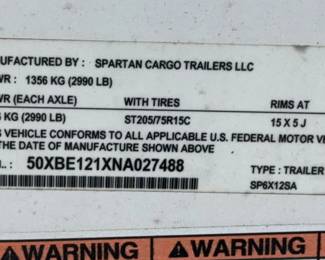 UFACTURED BY: SPARTAN CARGO TRAILERS LLC
WR: 1356 KG (2990 LB)
WR (EACH AXLE) WITH TIRES RIMS AT
KG (2990 LB) ST205/75R15C 15 X 5 J
VEHICLE CONFORMS TO ALL APPLICABLE U.S. FEDERAL MOTOR VE
THE DATE OF MANUFACTURE SHOWN ABOVE
50XBE121XNA027488 TYPE: TRAILER
SP6X12SA
WARNING WARNING